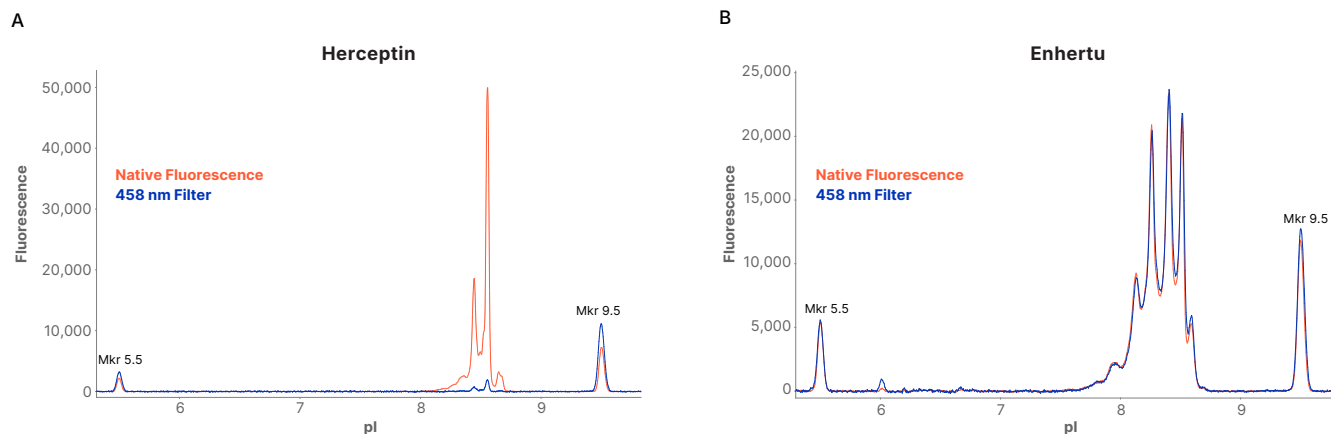 A
Herceptin
50,000
40,000
30,000
20,000
10,000
0
Fluorescence
Native Fluorescence
458 nm Filter
Mkr 5.5
Mkr 9.5
6
7
8
9
pI
B
Enhertu
25,000
20,000
15,000
10,000
5,000
0
Fluorescence
Native Fluorescence
458 nm Filter
Mkr 5.5
Mkr 9.5
6
7
8
9
pI